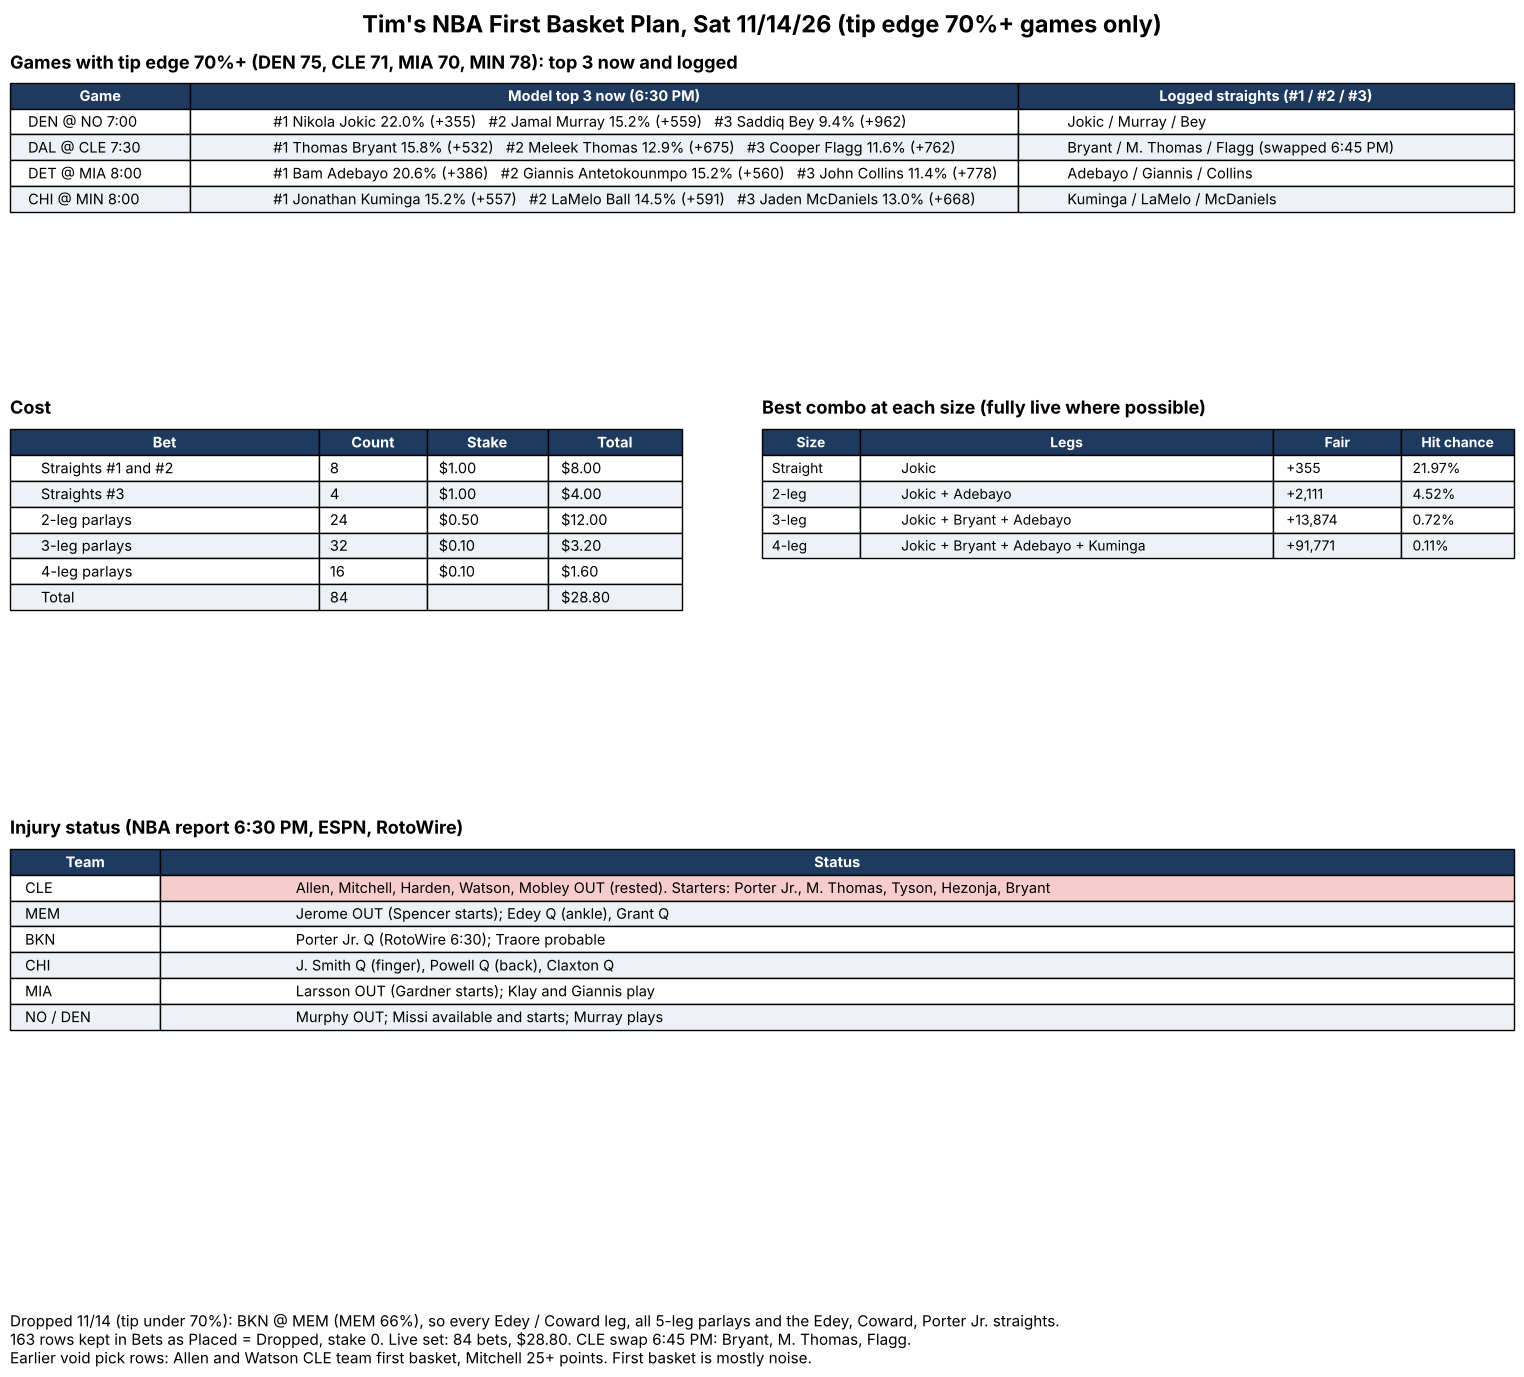 Tim's NBA First Basket Plan, Sat 11/14/26 (tip edge 70%+ games only)
Games with tip edge 70%+ (DEN 75, CLE 71, MIA 70, MIN 78): top 3 now and logged
Game Model top 3 now (6:30 PM) Logged straights (#1 / #2 / #3)
DEN @ NO 7:00 #1 Nikola Jokic 22.0% (+355) #2 Jamal Murray 15.2% (+559) #3 Saddiq Bey 9.4% (+962) Jokic / Murray / Bey
DAL @ CLE 7:30 #1 Thomas Bryant 15.8% (+532) #2 Meleek Thomas 12.9% (+675) #3 Cooper Flagg 11.6% (+762) Bryant / M. Thomas / Flagg (swapped 6:45 PM)
DET @ MIA 8:00 #1 Bam Adebayo 20.6% (+386) #2 Giannis Antetokounmpo 15.2% (+560) #3 John Collins 11.4% (+778) Adebayo / Giannis / Collins
CHI @ MIN 8:00 #1 Jonathan Kuminga 15.2% (+557) #2 LaMelo Ball 14.5% (+591) #3 Jaden McDaniels 13.0% (+668) Kuminga / LaMelo / McDaniels
Cost
Bet Count Stake Total
Straights #1 and #2 8 $1.00 $8.00
Straights #3 4 $1.00 $4.00
2-leg parlays 24 $0.50 $12.00
3-leg parlays 32 $0.10 $3.20
4-leg parlays 16 $0.10 $1.60
Total 84 $28.80
Best combo at each size (fully live where possible)
Size Legs Fair Hit chance
Straight Jokic +355 21.97%
2-leg Jokic + Adebayo +2,111 4.52%
3-leg Jokic + Bryant + Adebayo +13,874 0.72%
4-leg Jokic + Bryant + Adebayo + Kuminga +91,771 0.11%
Injury status (NBA report 6:30 PM, ESPN, RotoWire)
Team Status
CLE Allen, Mitchell, Harden, Watson, Mobley OUT (rested). Starters: Porter Jr., M. Thomas, Tyson, Hezonja, Bryant
MEM Jerome OUT (Spencer starts); Edey Q (ankle), Grant Q
BKN Porter Jr. Q (RotoWire 6:30); Traore probable
CHI J. Smith Q (finger), Powell Q (back), Claxton Q
MIA Larsson OUT (Gardner starts); Klay and Giannis play
NO / DEN Murphy OUT; Missi available and starts; Murray plays
Dropped 11/14 (tip under 70%): BKN @ MEM (MEM 66%), so every Edey / Coward leg, all 5-leg parlays and the Edey, Coward, Porter Jr. straights.
163 rows kept in Bets as Placed = Dropped, stake 0. Live set: 84 bets, $28.80. CLE swap 6:45 PM: Bryant, M. Thomas, Flagg.
Earlier void pick rows: Allen and Watson CLE team first basket, Mitchell 25+ points. First basket is mostly noise.